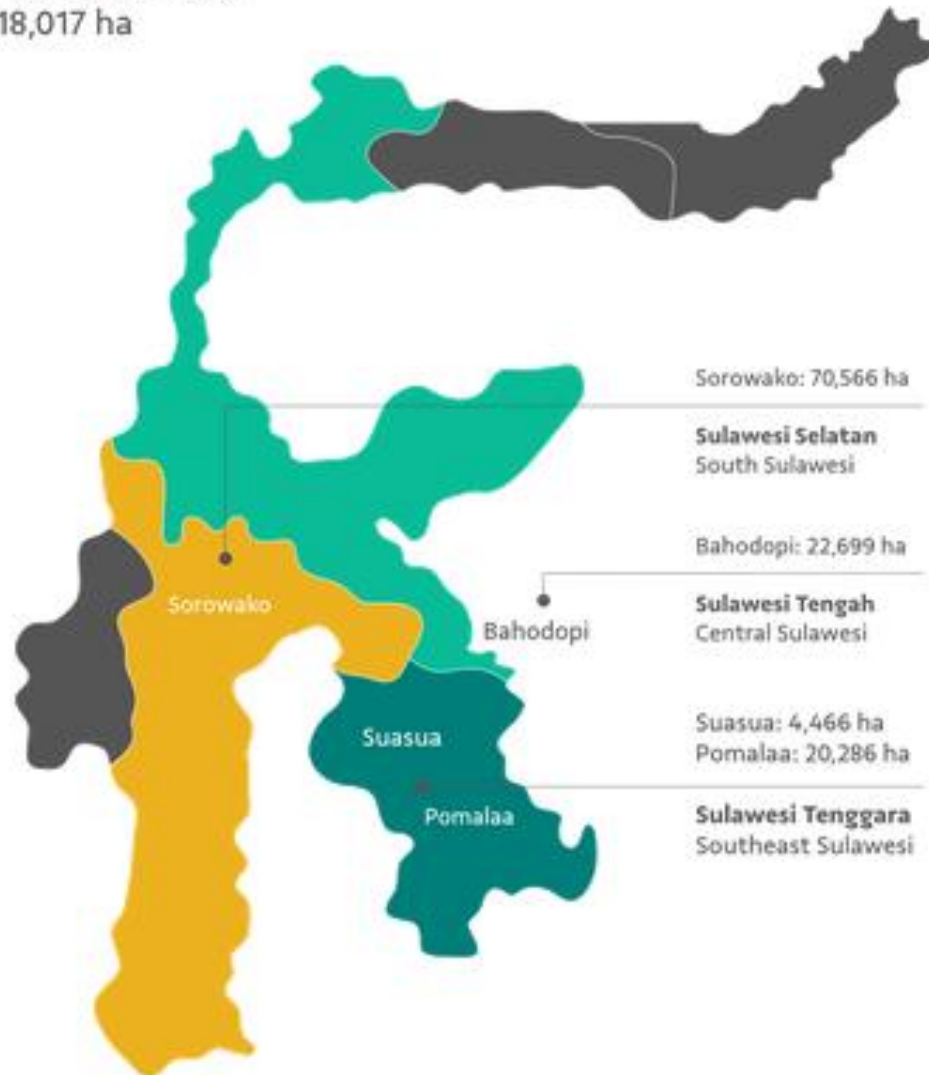 18,017 ha
Sorowako: 70,566 ha
Sulawesi Selatan
South Sulawesi
Bahodopi: 22,699 ha
Sorowako
Sulawesi Tengah
Central Sulawesi
Bahodopi
Suasua: 4,466 ha
Pomalaa: 20,286 ha
Suasua
Pomalaa
Sulawesi Tenggara
Southeast Sulawesi